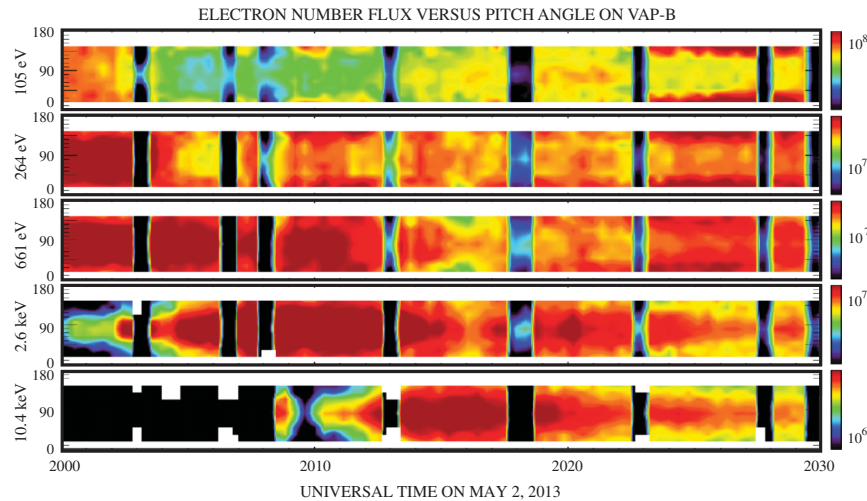 ELECTRON NUMBER FLUX VERSUS PITCH ANGLE ON VAP-B
180
90
0
105 eV
10⁸
180
90
0
264 eV
10⁷
180
90
0
661 eV
10⁷
180
90
0
2.6 keV
10⁷
180
90
0
10.4 keV
10⁶
2000 2010 2020 2030
UNIVERSAL TIME ON MAY 2, 2013